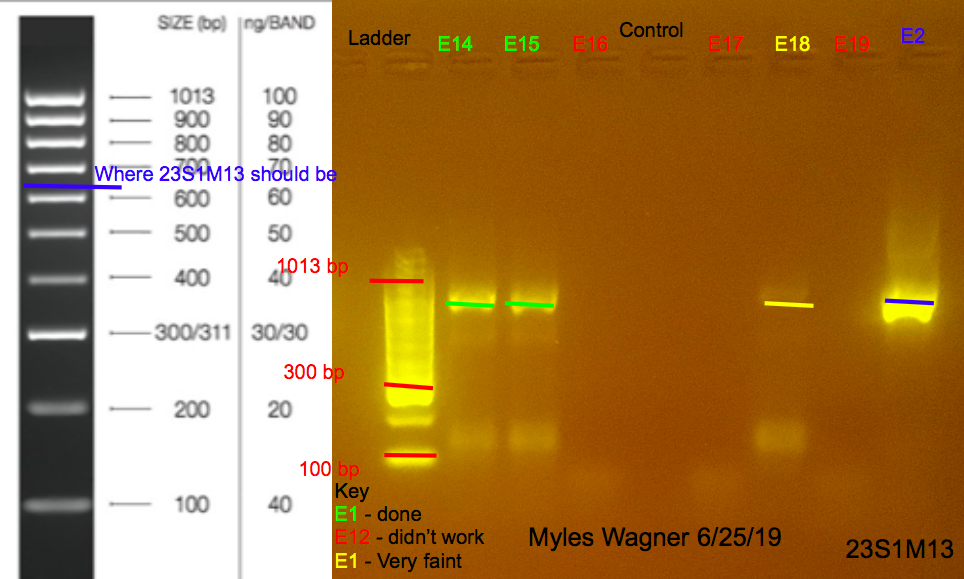 SIZE (bp) ng/BAND
1013 100
900 90
800 80
700 70
Where 23S1M13 should be
600 60
500 50
400 40
300/311 30/30
200 20
100 40
Ladder E14 E15 E16 Control E17 E18 E19 E2
1013 bp
300 bp
100 bp
Key
E1 - done
E12 - didn't work
E1 - Very faint
Myles Wagner 6/25/19
23S1M13